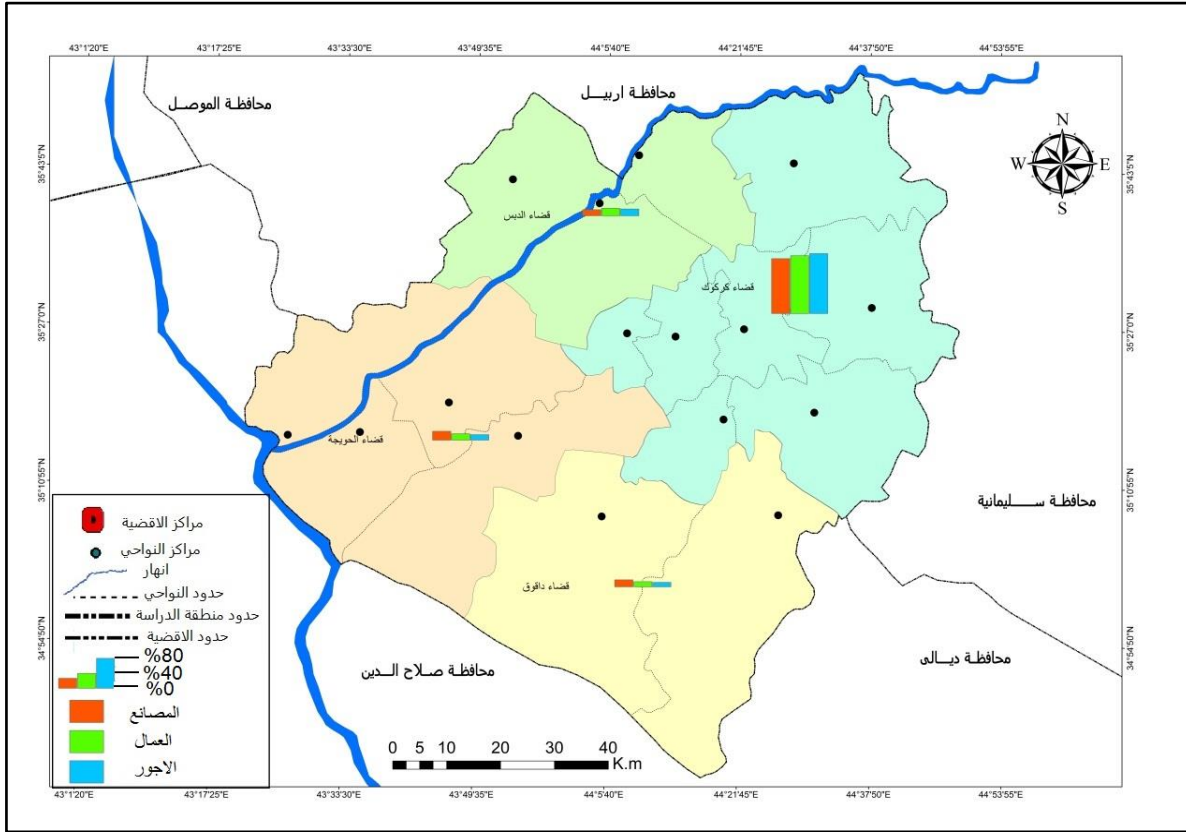 43°1'20"E 43°17'25"E 43°33'30"E 43°49'35"E 44°5'40"E 44°21'45"E 44°37'50"E 44°53'55"E
محافظة الموصل
محافظة اربيـــل
N
W E
S
35°43'5"N 35°43'5"N
قضاء الدبس
قضاء كركوك
35°27'0"N 35°27'0"N
قضاء الحويجة
35°10'55"N 35°10'55"N
محافظة ســـليمانية
مراكز الاقضية
مراكز النواحي
انهار
حدود النواحي
حدود منطقة الدراسة
حدود الاقضية
%80
%40
%0
المصانع
العمال
الاجور
قضاء داقوق
34°54'50"N 34°54'50"N
محافظة صلاح الــدين
محافظة ديـالى
0 5 10 20 30 40
K.m
43°1'20"E 43°17'25"E 43°33'30"E 43°49'35"E 44°5'40"E 44°21'45"E 44°37'50"E 44°53'55"E